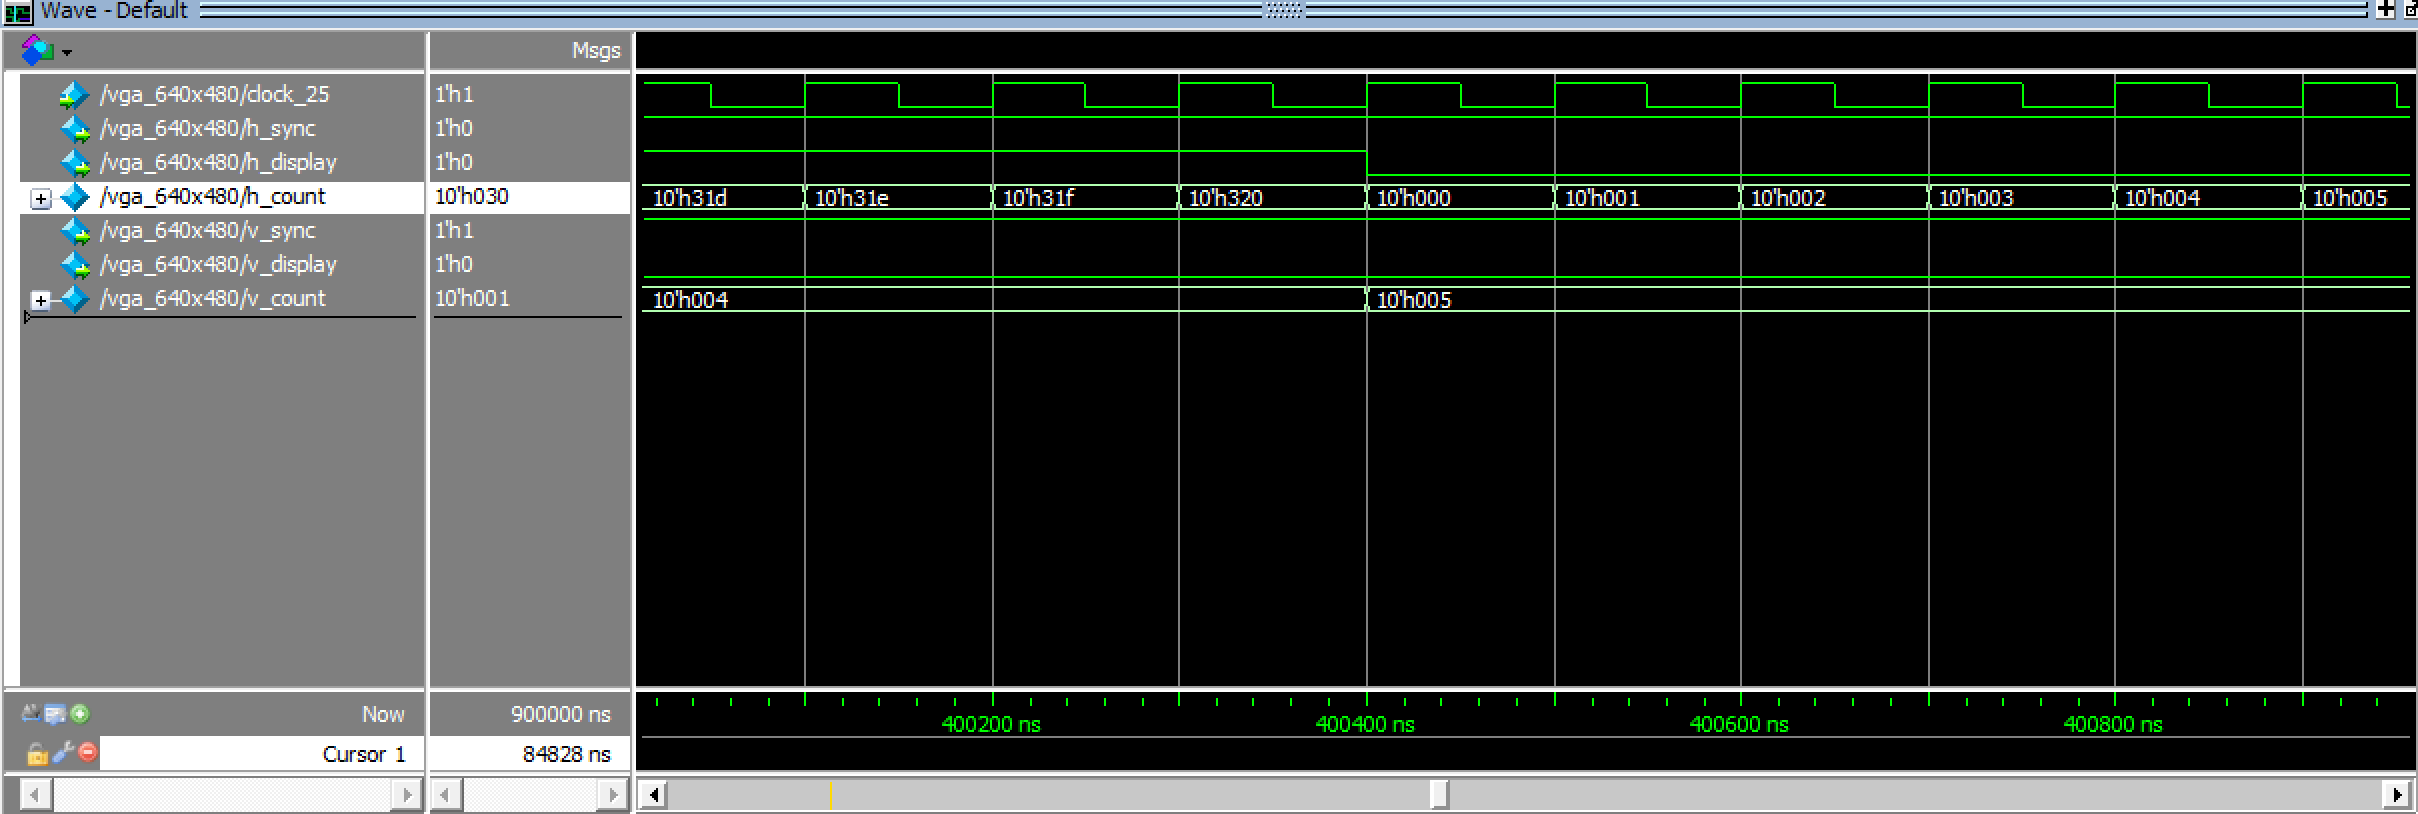 Wave - Default
Msgs
/vga_640x480/clock_25 1'h1
/vga_640x480/h_sync 1'h0
/vga_640x480/h_display 1'h0
/vga_640x480/h_count 10'h030 10'h31d 10'h31e 10'h31f 10'h320 10'h000 10'h001 10'h002 10'h003 10'h004 10'h005
/vga_640x480/v_sync 1'h1
/vga_640x480/v_display 1'h0
/vga_640x480/v_count 10'h001 10'h004 10'h005
Now 900000 ns 400200 ns 400400 ns 400600 ns 400800 ns
Cursor 1 84828 ns